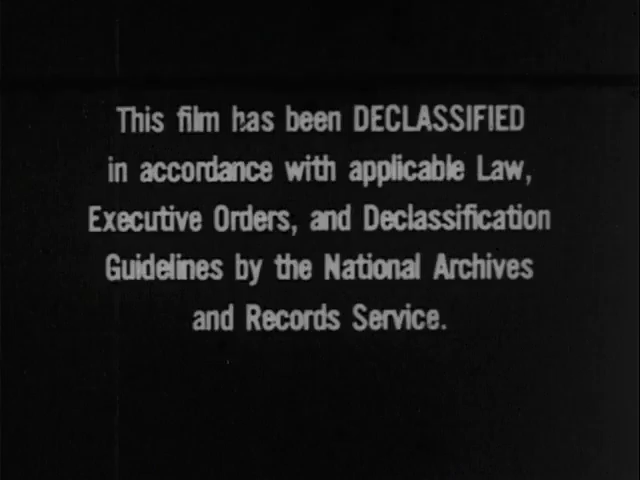 This film has been DECLASSIFIED
in accordance with applicable Law,
Executive Orders, and Declassification
Guidelines by the National Archives
and Records Service.